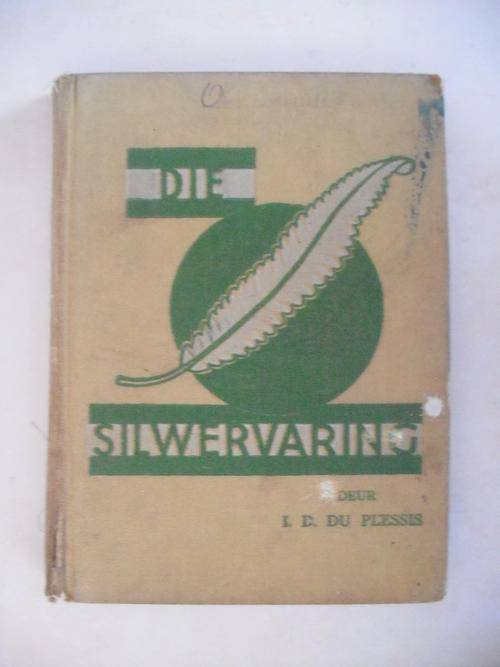 DIE
SILWERVARING
DEUR
I. D. DU PLESSIS